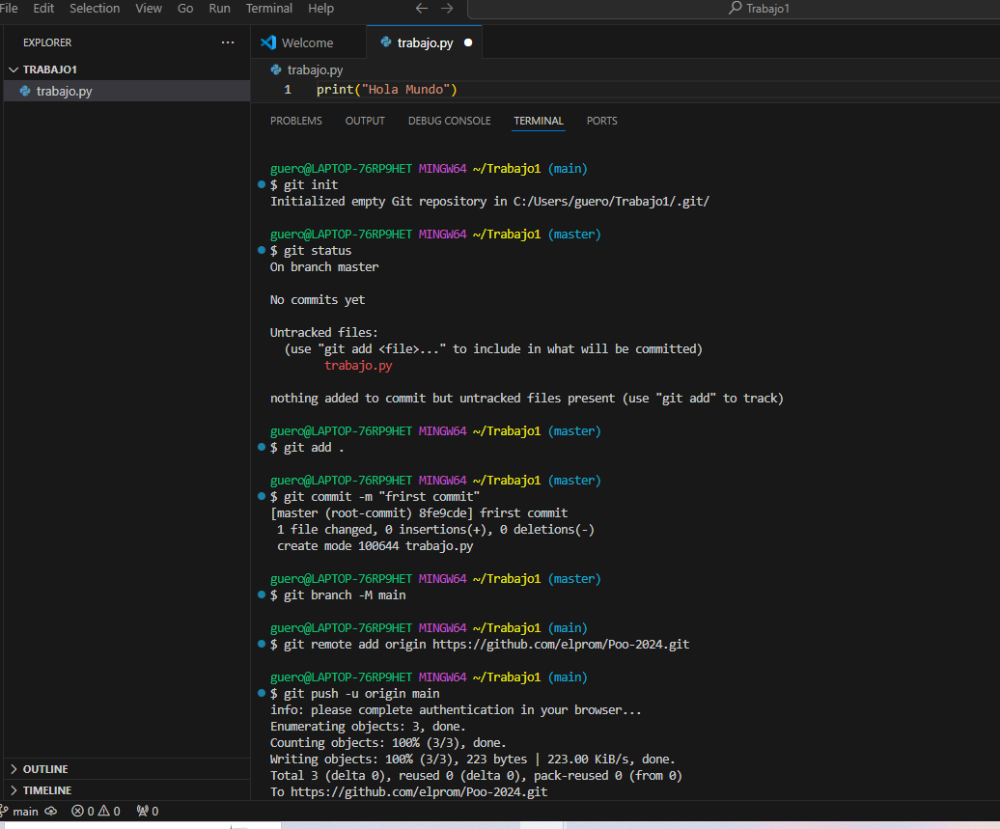 File Edit Selection View Go Run Terminal Help
Trabajo1
EXPLORER
Welcome
trabajo.py
TRABAJO1
trabajo.py
trabajo.py
1 print("Hola Mundo")
PROBLEMS OUTPUT DEBUG CONSOLE TERMINAL PORTS
guero@LAPTOP-76RP9HET MINGW64 ~/Trabajo1 (main)
$ git init
Initialized empty Git repository in C:/Users/guero/Trabajo1/.git/
guero@LAPTOP-76RP9HET MINGW64 ~/Trabajo1 (master)
$ git status
On branch master
No commits yet
Untracked files:
(use "git add <file>..." to include in what will be committed)
trabajo.py
nothing added to commit but untracked files present (use "git add" to track)
guero@LAPTOP-76RP9HET MINGW64 ~/Trabajo1 (master)
$ git add .
guero@LAPTOP-76RP9HET MINGW64 ~/Trabajo1 (master)
$ git commit -m "frirst commit"
[master (root-commit) 8fe9cde] frirst commit
1 file changed, 0 insertions(+), 0 deletions(-)
create mode 100644 trabajo.py
guero@LAPTOP-76RP9HET MINGW64 ~/Trabajo1 (master)
$ git branch -M main
guero@LAPTOP-76RP9HET MINGW64 ~/Trabajo1 (main)
$ git remote add origin https://github.com/elprom/Poo-2024.git
guero@LAPTOP-76RP9HET MINGW64 ~/Trabajo1 (main)
$ git push -u origin main
info: please complete authentication in your browser...
Enumerating objects: 3, done.
Counting objects: 100% (3/3), done.
Writing objects: 100% (3/3), 223 bytes | 223.00 KiB/s, done.
Total 3 (delta 0), reused 0 (delta 0), pack-reused 0 (from 0)
To https://github.com/elprom/Poo-2024.git
OUTLINE
TIMELINE
main 0 0 0